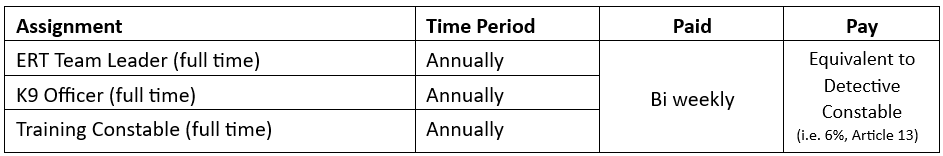 Assignment Time Period Paid Pay
ERT Team Leader (full time) Annually
K9 Officer (full time) Annually
Training Constable (full time) Annually
Bi weekly
Equivalent to
Detective
Constable
(i.e. 6%, Article 13)